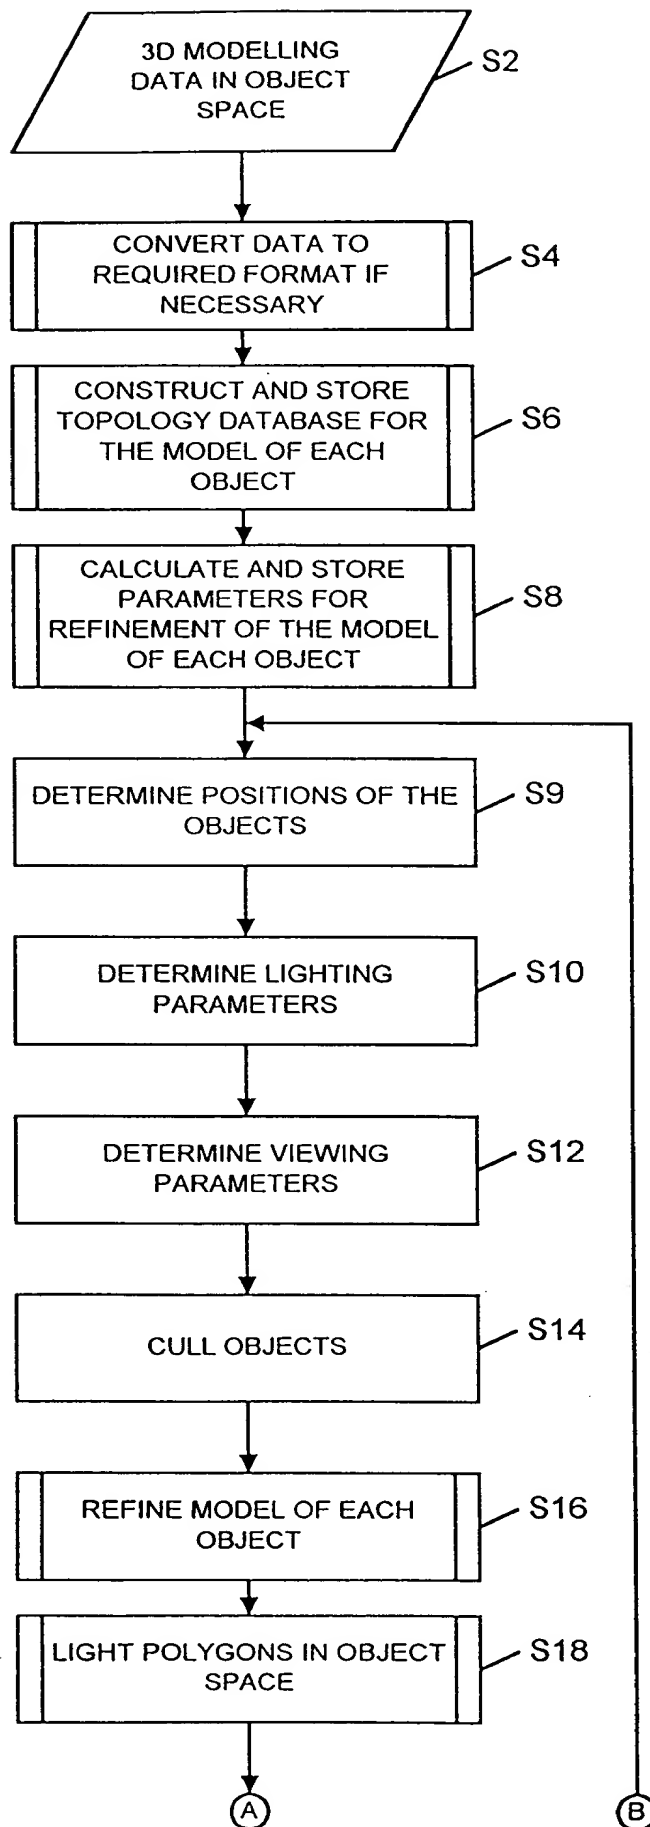 3D MODELLING
DATA IN OBJECT
SPACE
S2
CONVERT DATA TO
REQUIRED FORMAT IF
NECESSARY
S4
CONSTRUCT AND STORE
TOPOLOGY DATABASE FOR
THE MODEL OF EACH
OBJECT
S6
CALCULATE AND STORE
PARAMETERS FOR
REFINEMENT OF THE MODEL
OF EACH OBJECT
S8
DETERMINE POSITIONS OF THE
OBJECTS
S9
DETERMINE LIGHTING
PARAMETERS
S10
DETERMINE VIEWING
PARAMETERS
S12
CULL OBJECTS
S14
REFINE MODEL OF EACH
OBJECT
S16
LIGHT POLYGONS IN OBJECT
SPACE
S18
A
B